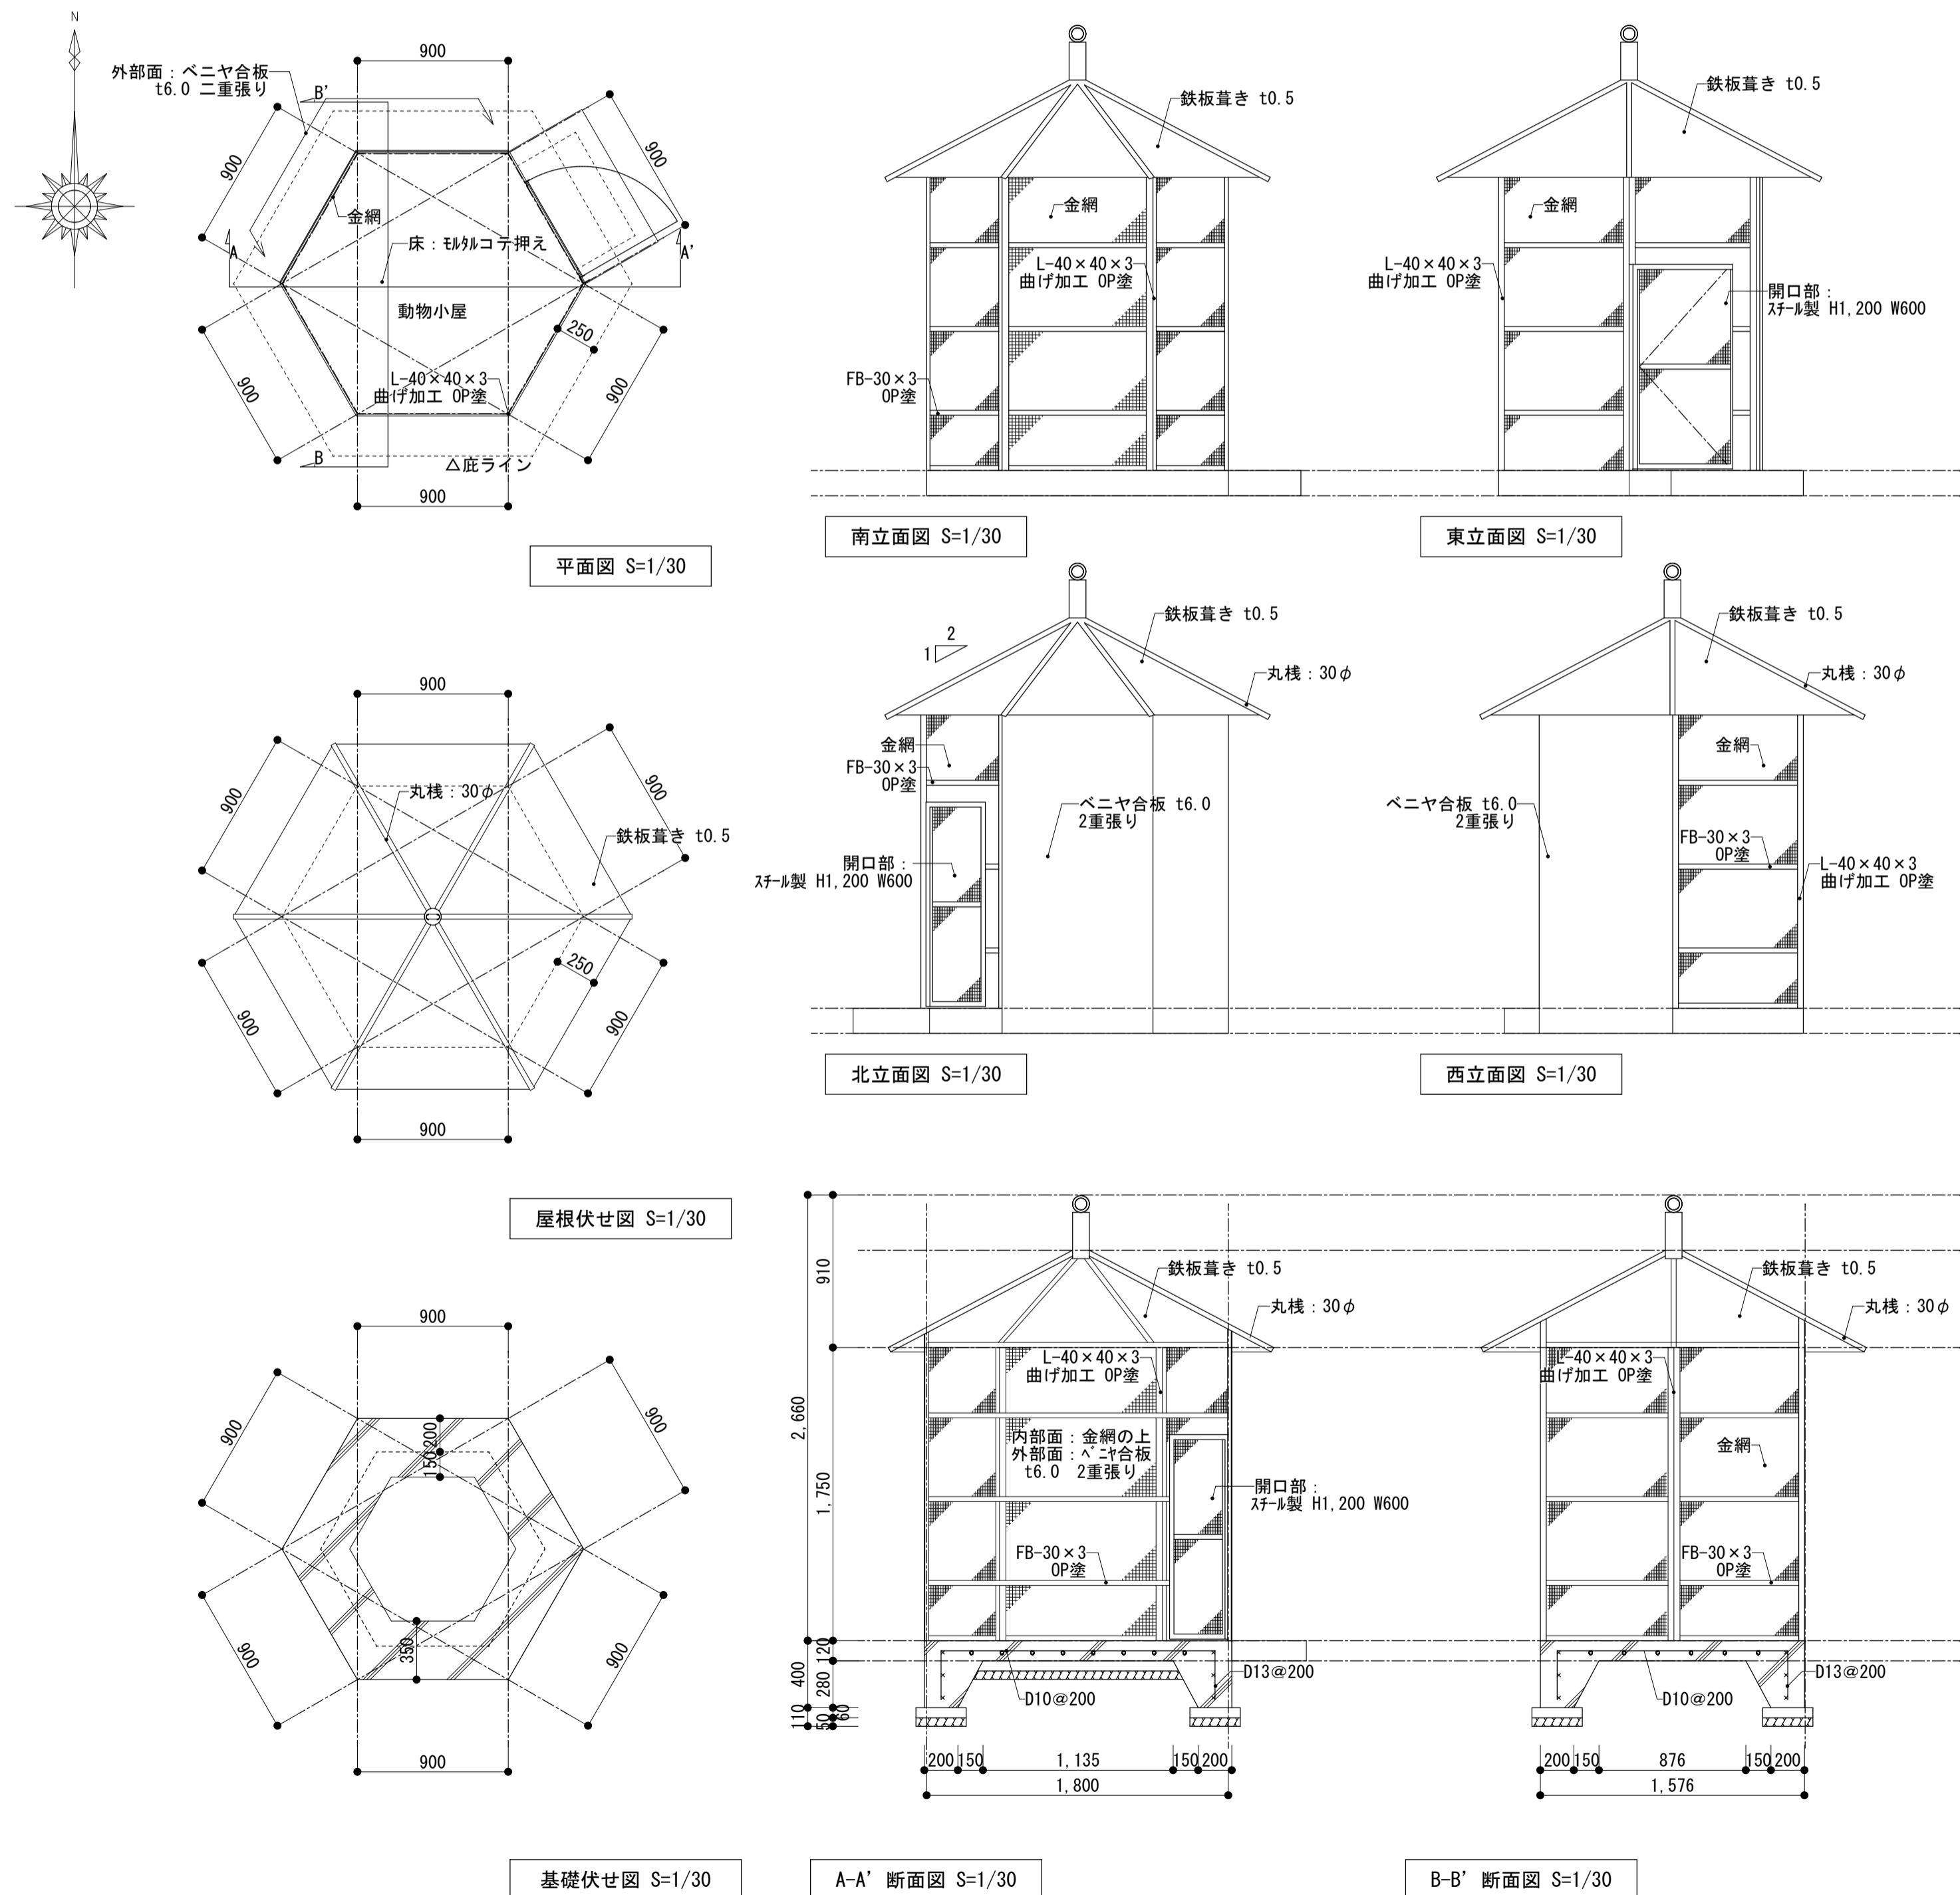 N
900
外部面：ベニヤ合板
t6.0 二重張り
B'
900
900
金網
床：ﾓﾙﾀﾙコテ押え
A
A'
動物小屋
250
L-40×40×3
曲げ加工 OP塗
900
900
B
△庇ライン
900
平面図 S=1/30
鉄板葺き t0.5
金網
L-40×40×3
曲げ加工 OP塗
FB-30×3
OP塗
南立面図 S=1/30
鉄板葺き t0.5
金網
L-40×40×3
曲げ加工 OP塗
開口部：
ｽﾁｰﾙ製 H1,200 W600
東立面図 S=1/30
900
900
900
丸桟：30φ
鉄板葺き t0.5
250
900
900
900
屋根伏せ図 S=1/30
2
1
鉄板葺き t0.5
丸桟：30φ
金網
FB-30×3
OP塗
ベニヤ合板 t6.0
2重張り
開口部：
ｽﾁｰﾙ製 H1,200 W600
北立面図 S=1/30
鉄板葺き t0.5
丸桟：30φ
金網
ベニヤ合板 t6.0
2重張り
FB-30×3
OP塗
L-40×40×3
曲げ加工 OP塗
西立面図 S=1/30
900
900
900
200
150
350
900
900
900
基礎伏せ図 S=1/30
910
2,660
1,750
120
400
280
110
50
60
鉄板葺き t0.5
丸桟：30φ
L-40×40×3
曲げ加工 OP塗
内部面：金網の上
外部面：ﾍﾞﾆﾔ合板
t6.0 2重張り
開口部：
ｽﾁｰﾙ製 H1,200 W600
FB-30×3
OP塗
D13@200
D10@200
200
150
1,135
150
200
1,800
A-A' 断面図 S=1/30
鉄板葺き t0.5
丸桟：30φ
L-40×40×3
曲げ加工 OP塗
金網
FB-30×3
OP塗
D13@200
D10@200
200
150
876
150
200
1,576
B-B' 断面図 S=1/30